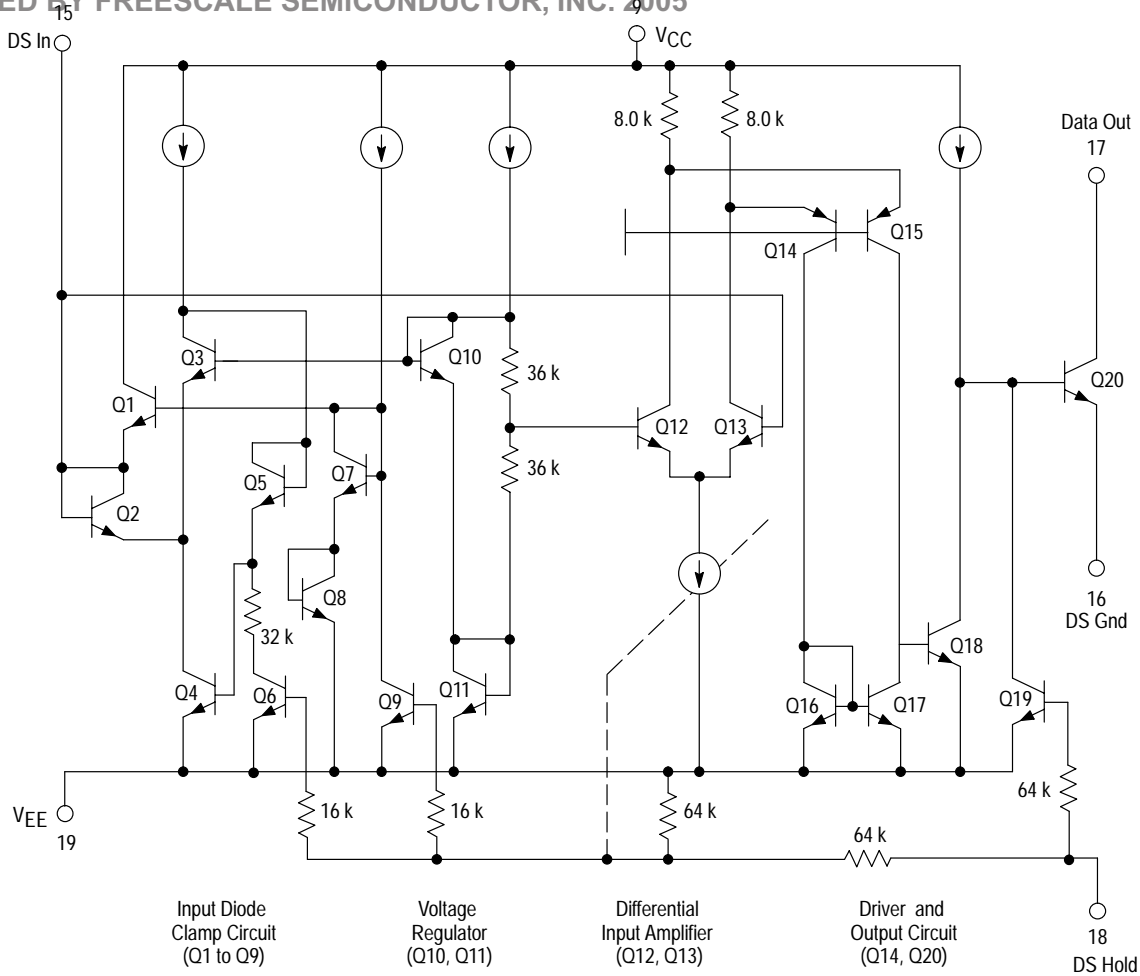 ED BY FREESCALE SEMICONDUCTOR, INC. 2005
15
DS In
9
VCC
8.0 k
8.0 k
Data Out
17
Q14
Q15
Q3
Q10
36 k
Q1
Q12
Q13
Q20
Q5
Q7
36 k
Q2
Q8
32 k
16
DS Gnd
Q18
Q4
Q6
Q9
Q11
Q16
Q17
Q19
VEE
19
16 k
16 k
64 k
64 k
64 k
18
DS Hold
Input Diode
Clamp Circuit
(Q1 to Q9)
Voltage
Regulator
(Q10, Q11)
Differential
Input Amplifier
(Q12, Q13)
Driver and
Output Circuit
(Q14, Q20)